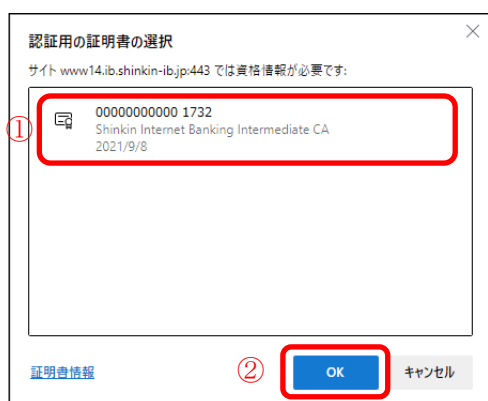 認証用の証明書の選択
サイト www14.ib.shinkin-ib.jp:443 では資格情報が必要です:
①
00000000000 1732
Shinkin Internet Banking Intermediate CA
2021/9/8
証明書情報
②
OK
キャンセル